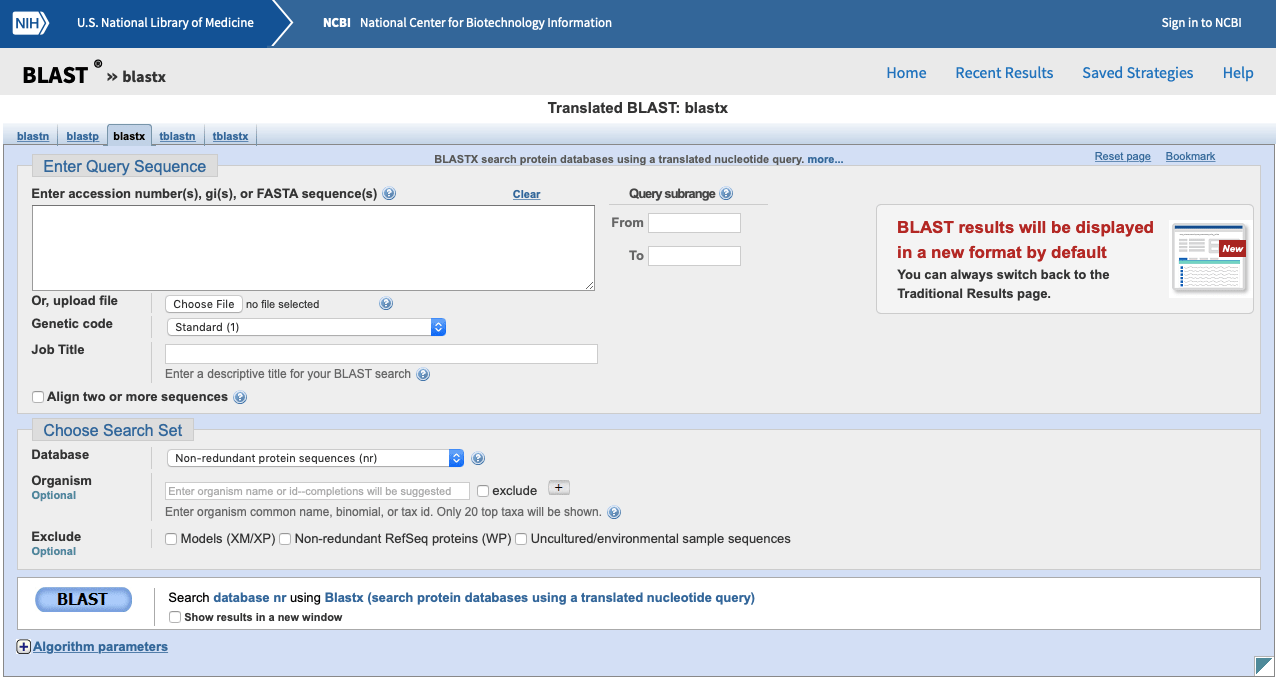 NIH U.S. National Library of Medicine NCBI National Center for Biotechnology Information Sign in to NCBI
BLAST ® » blastx Home Recent Results Saved Strategies Help
Translated BLAST: blastx
blastn blastp blastx tblastn tblastx
Enter Query Sequence BLASTX search protein databases using a translated nucleotide query. more... Reset page Bookmark
Enter accession number(s), gi(s), or FASTA sequence(s) ? Clear Query subrange ?
From
To
BLAST results will be displayed
in a new format by default
You can always switch back to the
Traditional Results page.
New
Or, upload file Choose File no file selected ?
Genetic code Standard (1)
Job Title
Enter a descriptive title for your BLAST search ?
Align two or more sequences ?
Choose Search Set
Database Non-redundant protein sequences (nr) ?
Organism
Optional
Enter organism name or id--completions will be suggested exclude +
Enter organism common name, binomial, or tax id. Only 20 top taxa will be shown. ?
Exclude
Optional
Models (XM/XP) Non-redundant RefSeq proteins (WP) Uncultured/environmental sample sequences
BLAST Search database nr using Blastx (search protein databases using a translated nucleotide query)
Show results in a new window
+ Algorithm parameters